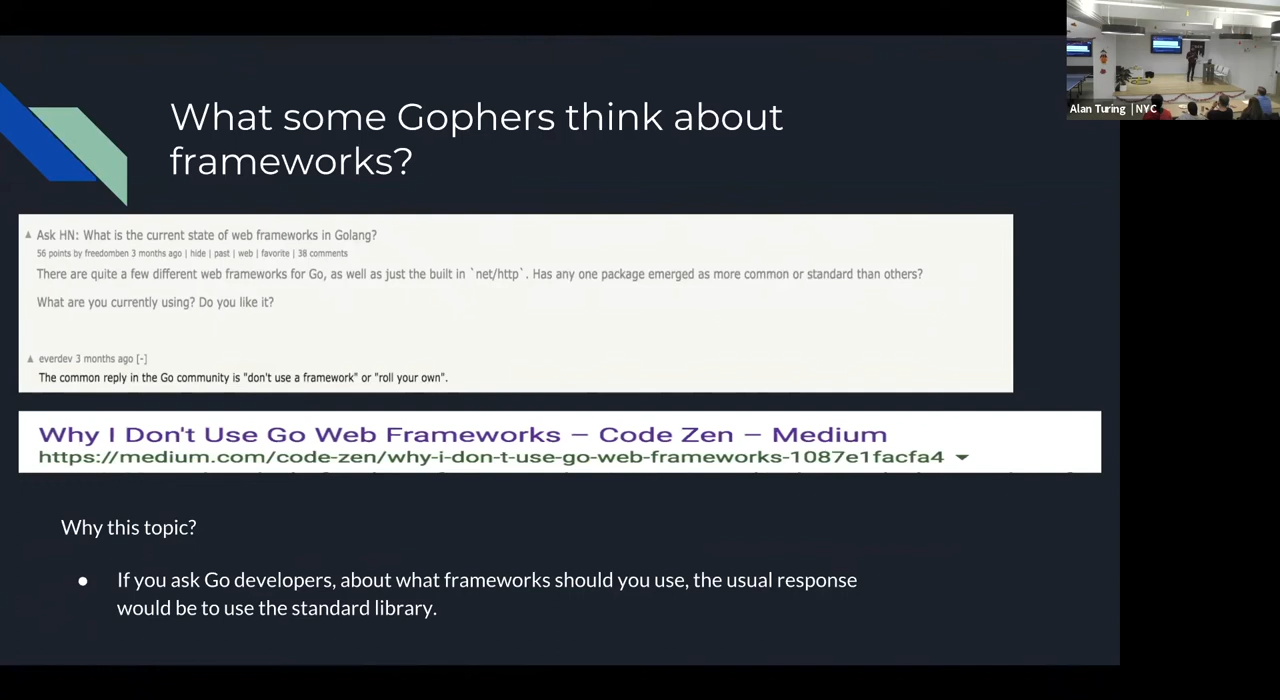 Alan Turing | NYC
What some Gophers think about
frameworks?
Ask HN: What is the current state of web frameworks in Golang?
56 points by freedomben 3 months ago | hide | past | web | favorite | 38 comments
There are quite a few different web frameworks for Go, as well as just the built in `net/http`. Has any one package emerged as more common or standard than others?
What are you currently using? Do you like it?
everdev 3 months ago [-]
The common reply in the Go community is "don't use a framework" or "roll your own".
Why I Don't Use Go Web Frameworks – Code Zen – Medium
https://medium.com/code-zen/why-i-don-t-use-go-web-frameworks-1087e1facfa4
Why this topic?
● If you ask Go developers, about what frameworks should you use, the usual response
would be to use the standard library.